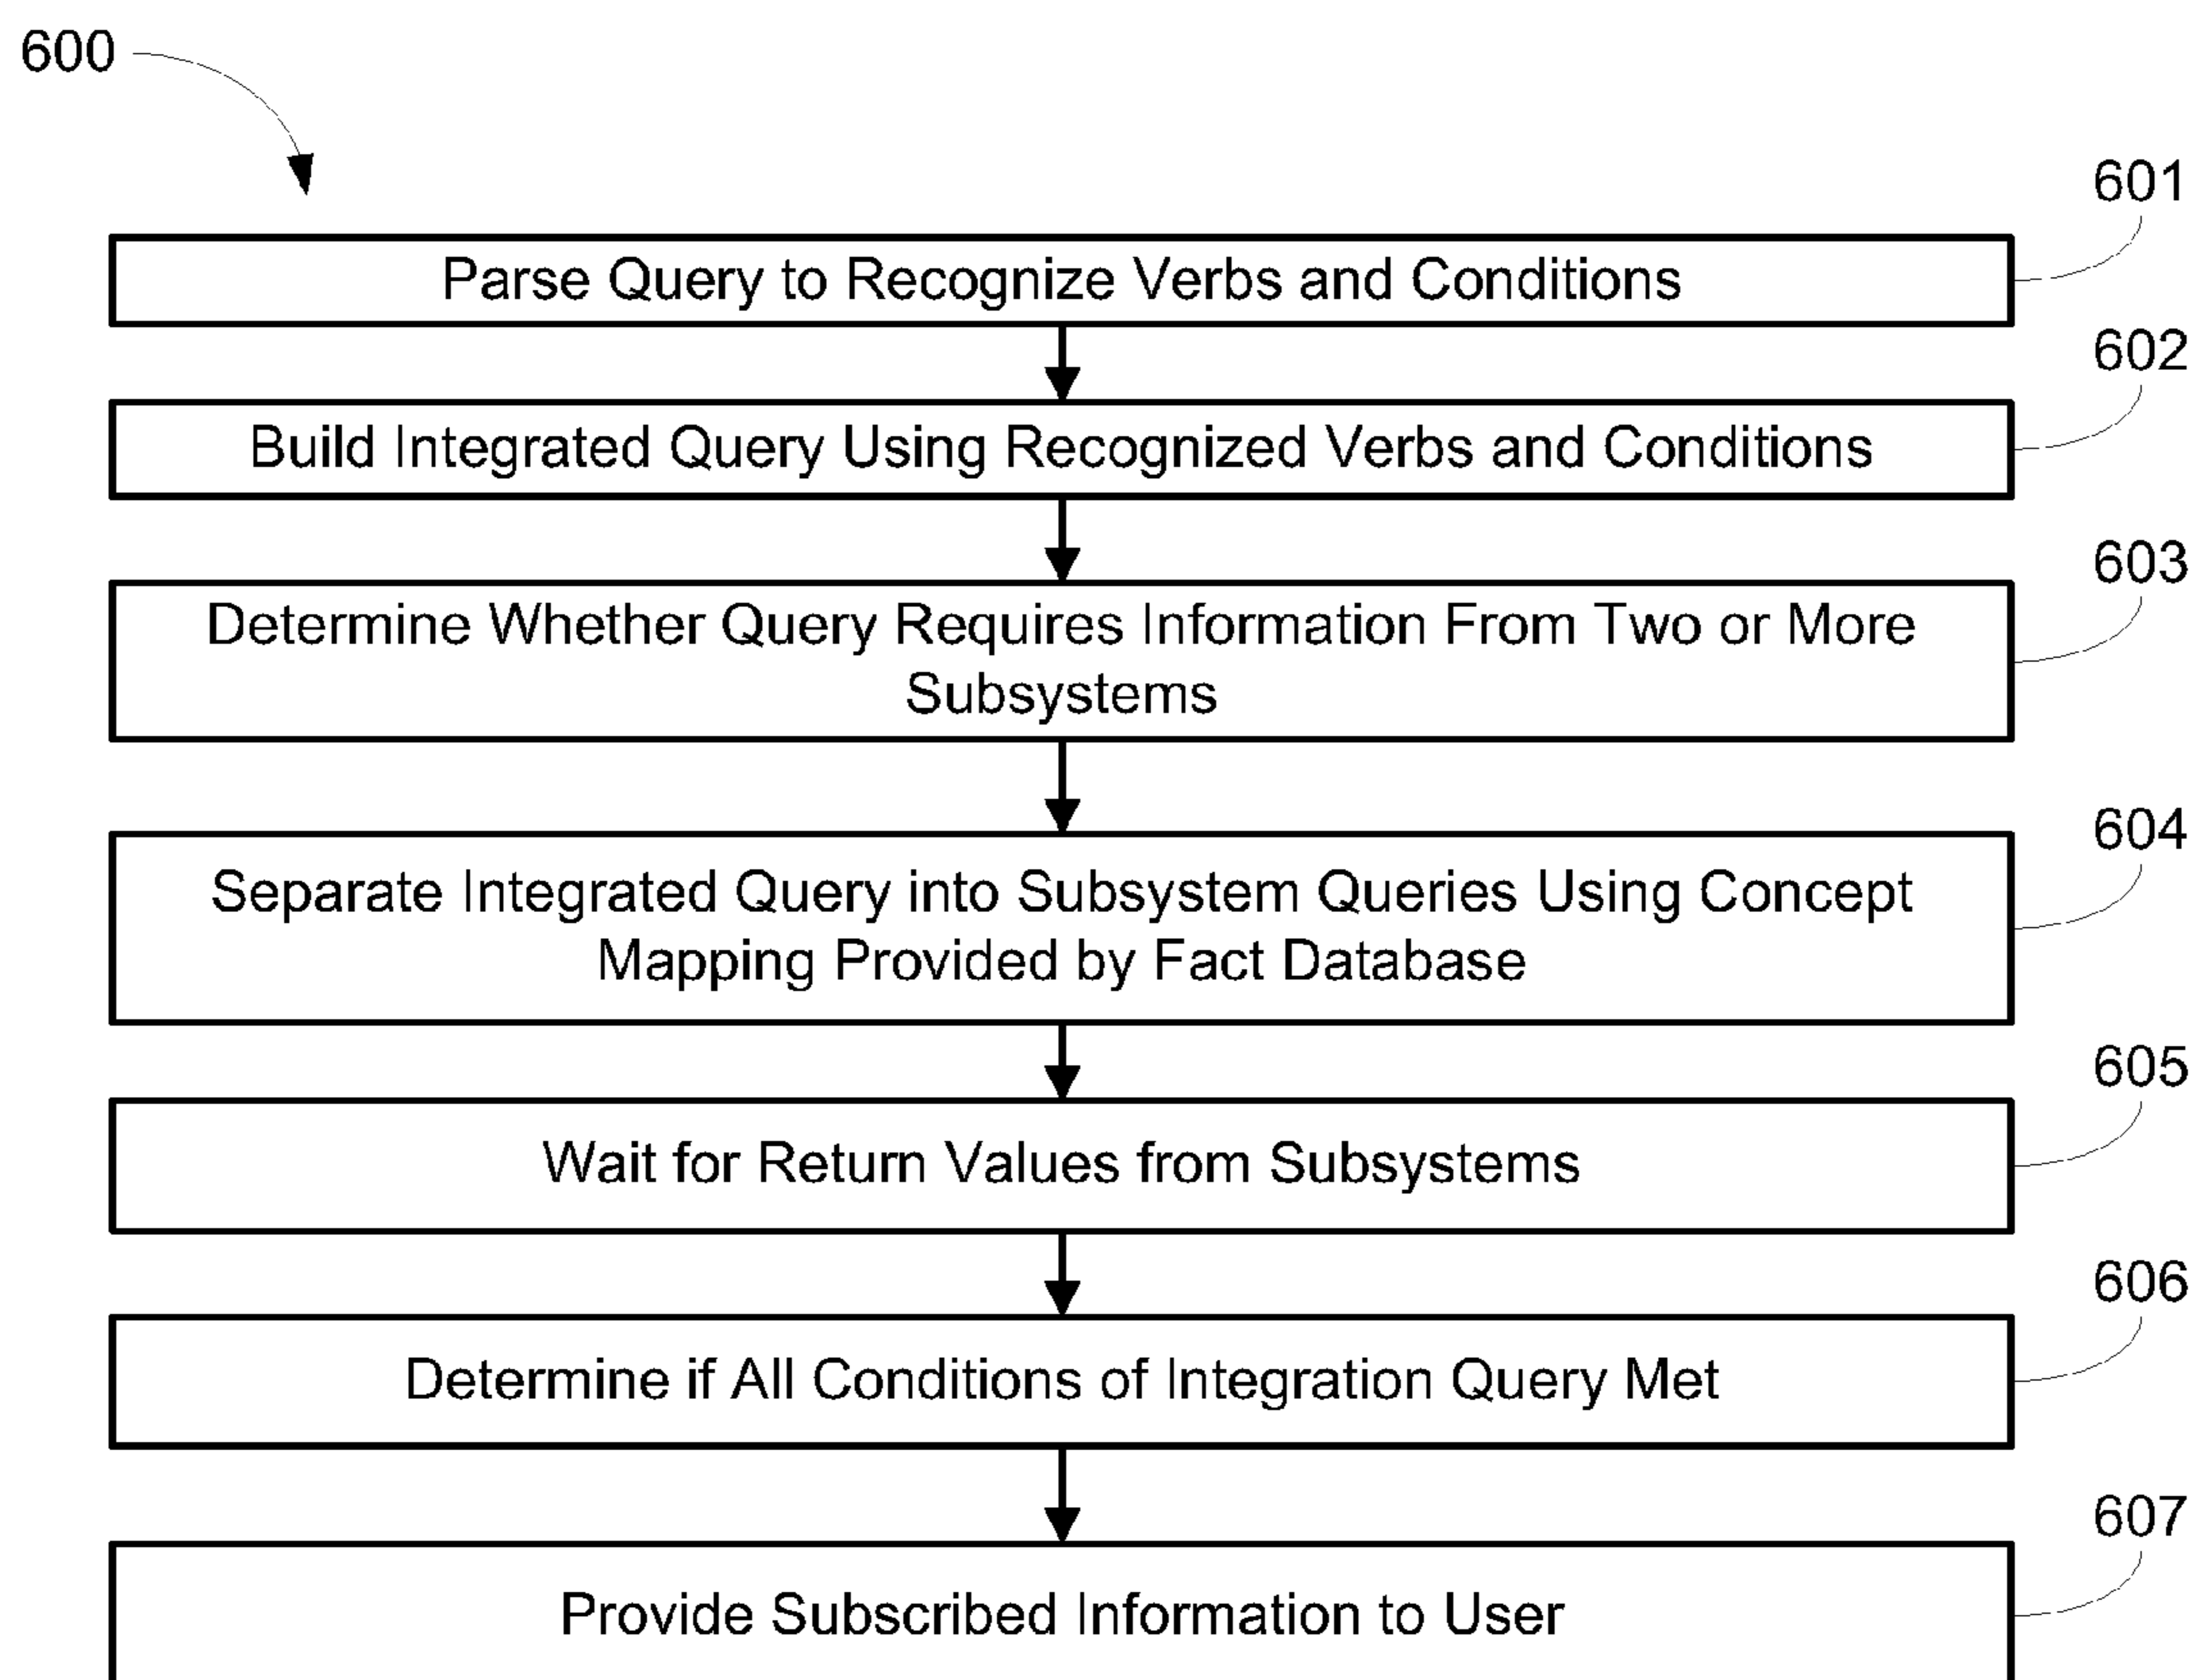 600
601
Parse Query to Recognize Verbs and Conditions
602
Build Integrated Query Using Recognized Verbs and Conditions
603
Determine Whether Query Requires Information From Two or More
Subsystems
604
Separate Integrated Query into Subsystem Queries Using Concept
Mapping Provided by Fact Database
605
Wait for Return Values from Subsystems
606
Determine if All Conditions of Integration Query Met
607
Provide Subscribed Information to User